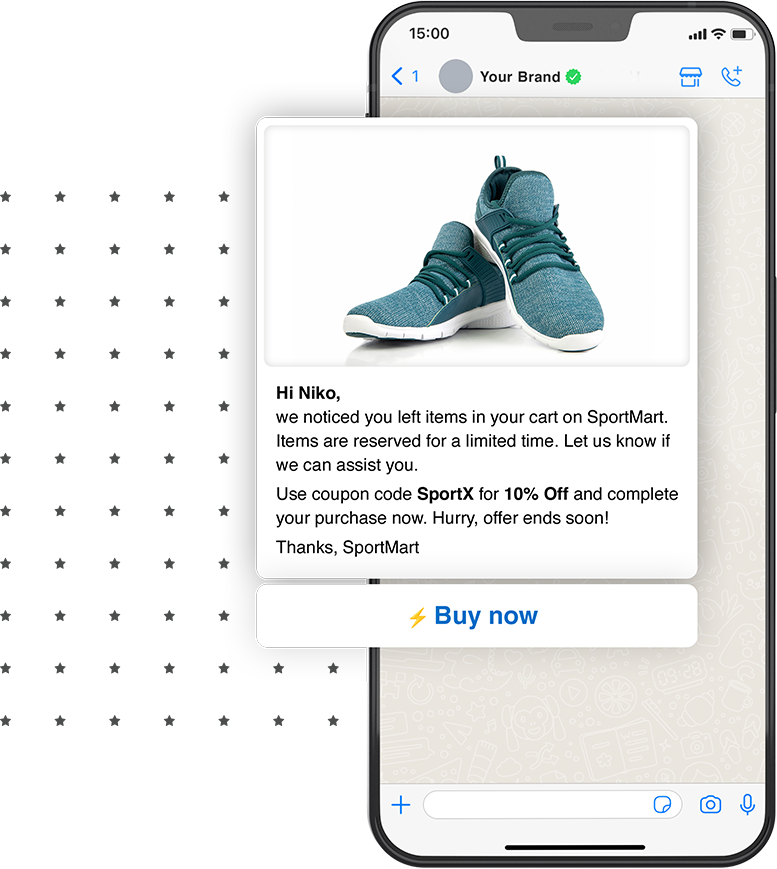 15:00
1 Your Brand
Hi Niko,
we noticed you left items in your cart on SportMart.
Items are reserved for a limited time. Let us know if
we can assist you.
Use coupon code SportX for 10% Off and complete
your purchase now. Hurry, offer ends soon!
Thanks, SportMart
⚡ Buy now